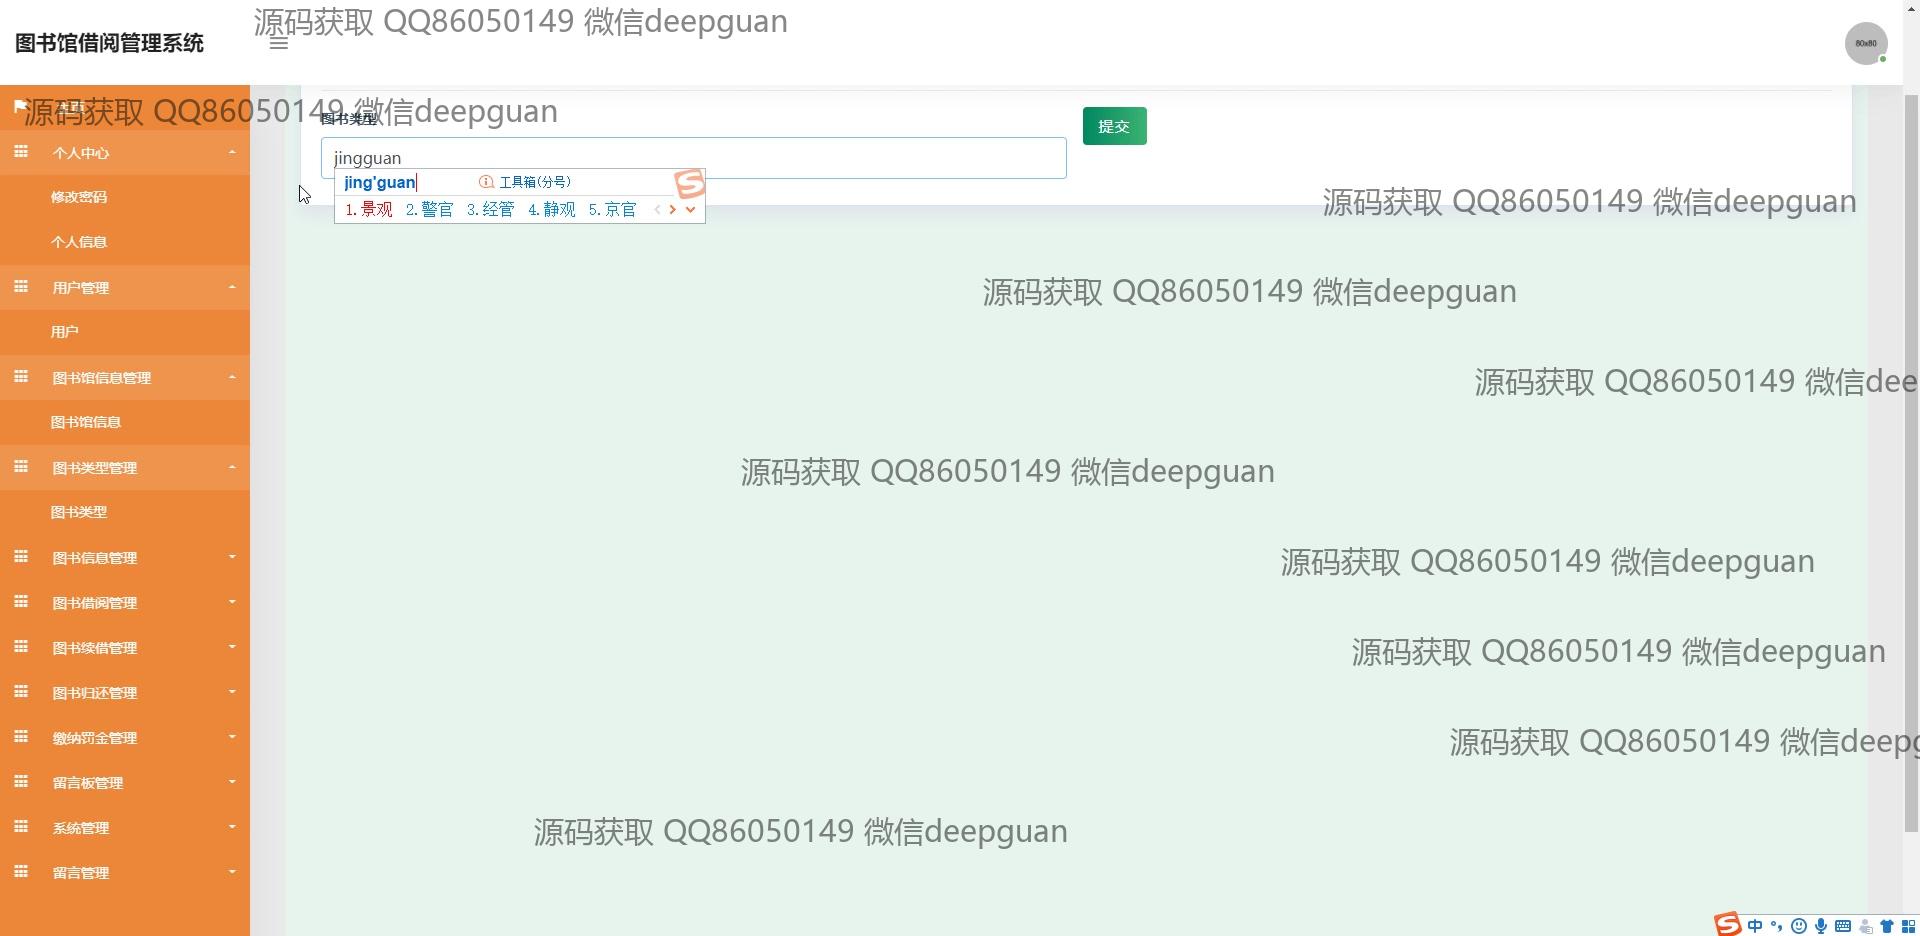 源码获取 QQ86050149 微信deepguan
图书馆借阅管理系统
80x80
源码获取 QQ86050149 微信deepguan
图书类型
提交
jingguan
jing'guan 工具箱(分号)
1.景观 2.警官 3.经管 4.静观 5.京官
个人中心
修改密码
个人信息
用户管理
用户
图书馆信息管理
图书馆信息
图书类型管理
图书类型
图书信息管理
图书借阅管理
图书续借管理
图书归还管理
缴纳罚金管理
留言板管理
系统管理
留言管理
源码获取 QQ86050149 微信deepguan
源码获取 QQ86050149 微信deepguan
源码获取 QQ86050149 微信dee
源码获取 QQ86050149 微信deepguan
源码获取 QQ86050149 微信deepguan
源码获取 QQ86050149 微信deepguan
源码获取 QQ86050149 微信deepg
源码获取 QQ86050149 微信deepguan
中